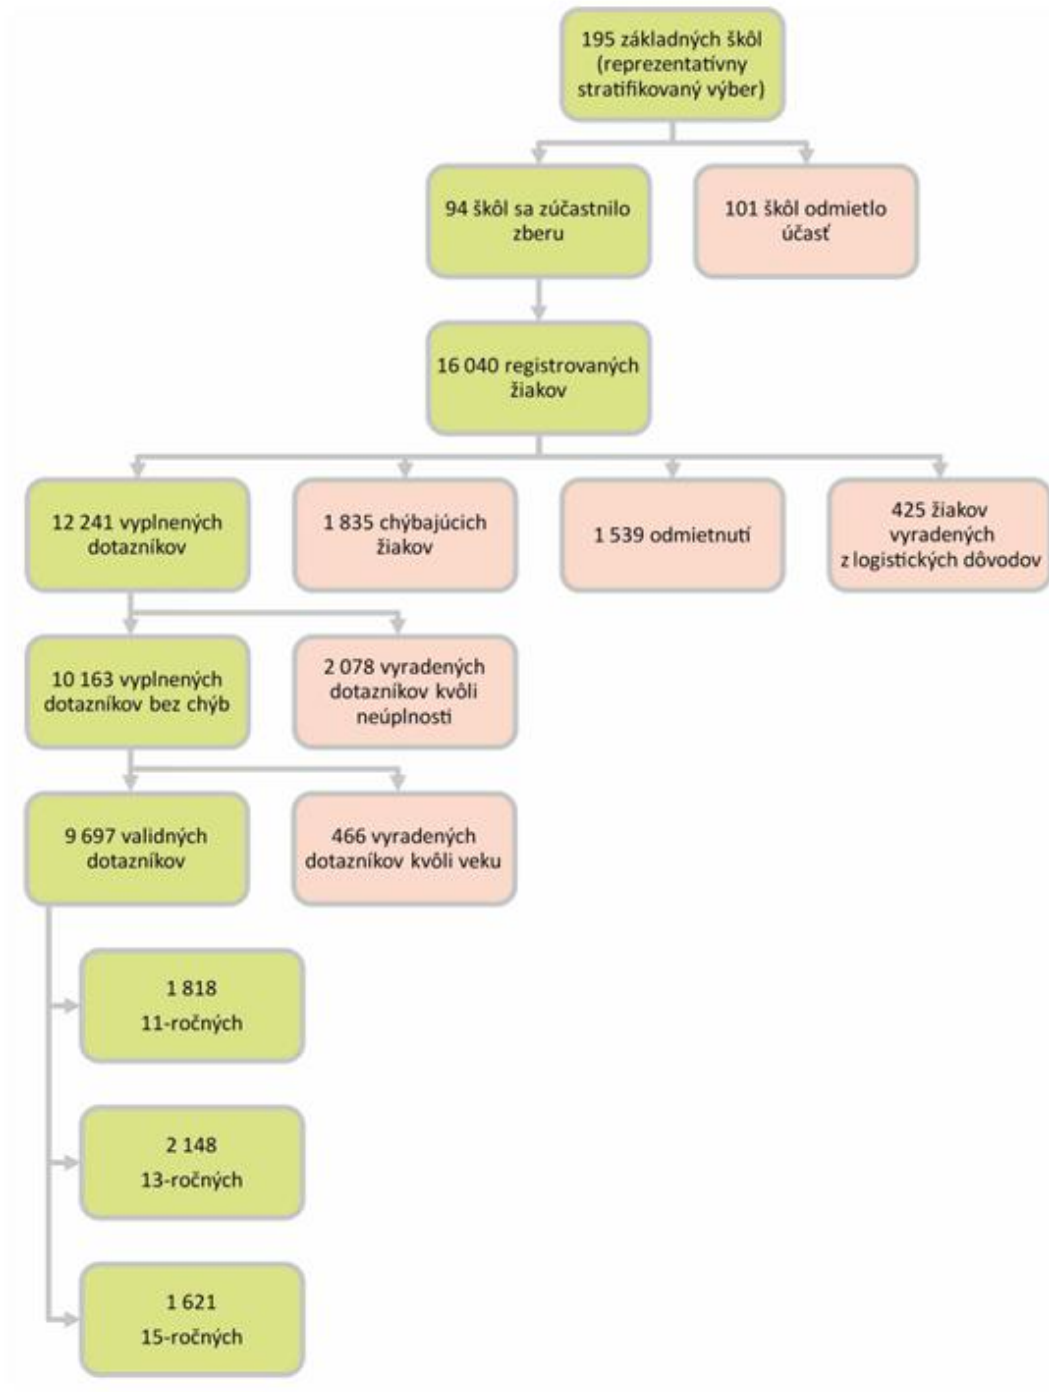 195 základných škôl
(reprezentatívny
stratifikovaný výber)
94 škôl sa zúčastnilo
zberu
101 škôl odmietlo
účasť
16 040 registrovaných
žiakov
12 241 vyplnených
dotazníkov
1 835 chýbajúcich
žiakov
1 539 odmietnutí
425 žiakov
vyradených
z logistických dôvodov
10 163 vyplnených
dotazníkov bez chýb
2 078 vyradených
dotazníkov kvôli
neúplnosti
9 697 validných
dotazníkov
466 vyradených
dotazníkov kvôli veku
1 818
11-ročných
2 148
13-ročných
1 621
15-ročných